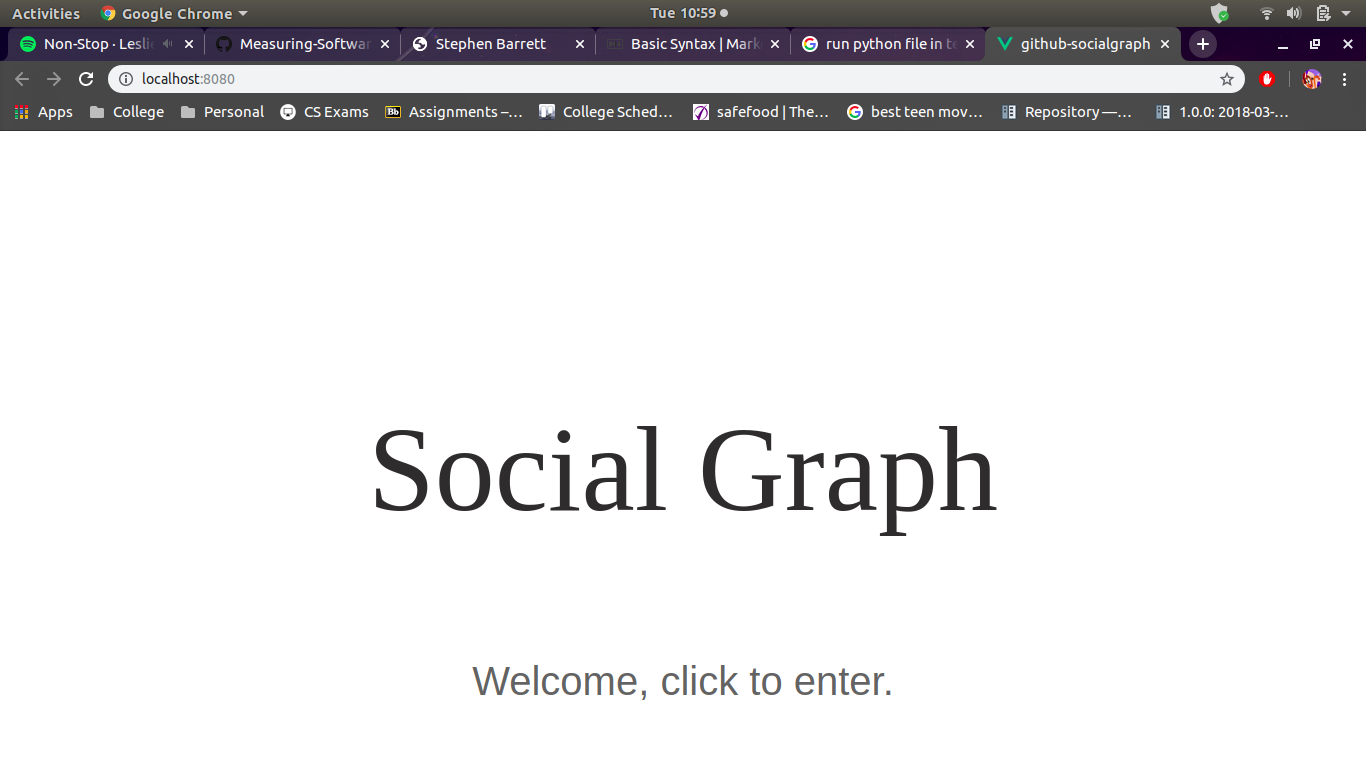 Activities Google Chrome Tue 10:59
Non-Stop · Leslie Measuring-Softwar Stephen Barrett Basic Syntax | Mark run python file in te github-socialgraph
localhost:8080
Apps College Personal CS Exams Bb Assignments –... College Sched... safefood | The... best teen mov... Repository —... 1.0.0: 2018-03-...
Social Graph
Welcome, click to enter.